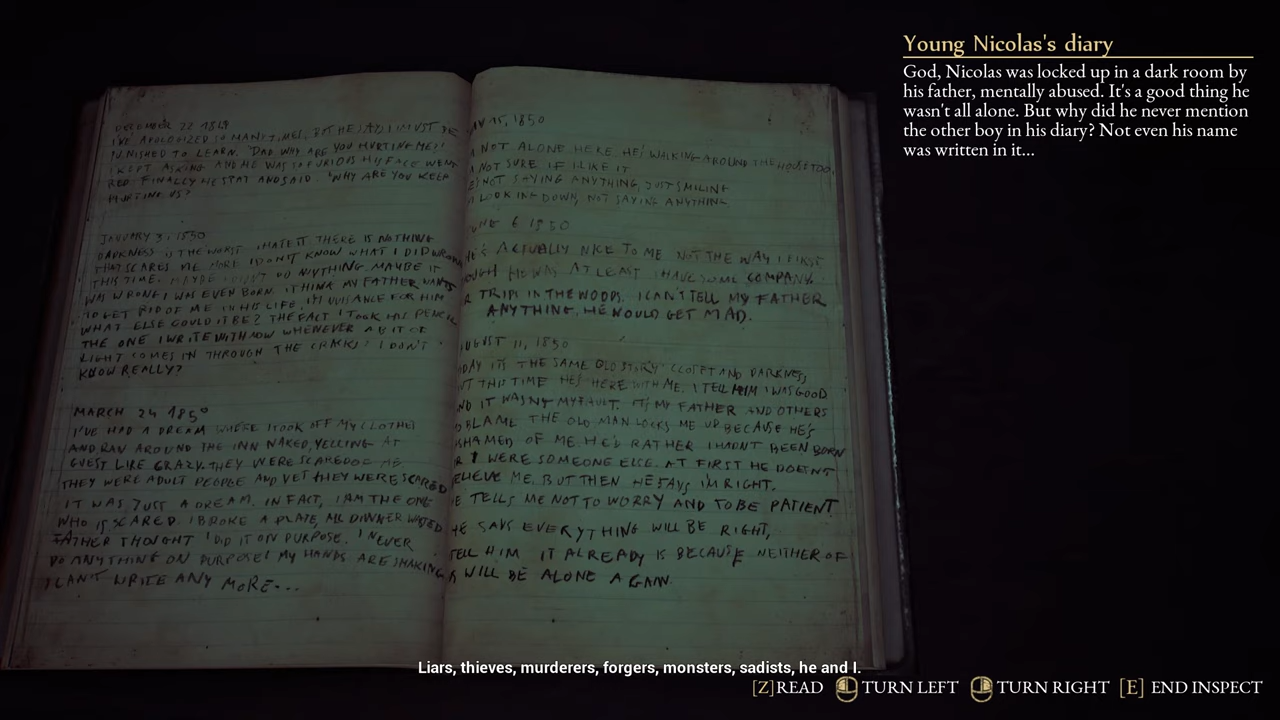 DECEMBER 22 1849
I'VE APOLOGIZED SO MANY TIMES, BUT HE SAYS I MUST BE
PUNISHED TO LEARN. "DAD WHY ARE YOU HURTING ME?!
I KEPT ASKING AND HE WAS SO FURIOUS HIS FACE WENT
RED. FINALLY HE SPAT AND SAID. "WHY ARE YOU KEEP
HURTING US?
JANUARY 3, 1850
DARKNESS IS THE WORST. I HATE IT. THERE IS NOTHING
THAT SCARES ME MORE. I DON'T KNOW WHAT I DID WRONG
THIS TIME. MAYBE I DIDN'T DO ANYTHING MAYBE IT
WAS WRONG I WAS EVEN BORN. I THINK MY FATHER WANTS
TO GET RID OF ME IN HIS LIFE. I'M NUISANCE FOR HIM
WHAT ELSE COULD IT BE? THE FACT I TOOK HIS PENCIL
THE ONE I WRITE WITH NOW WHENEVER A BIT OF
LIGHT COMES IN THROUGH THE CRACKS? I DON'T
KNOW REALLY?
MARCH 24 1850
I'VE HAD A DREAM WHERE I TOOK OFF MY CLOTHES
AND RAN AROUND THE INN NAKED, YELLING AT
GUEST LIKE CRAZY. THEY WERE SCARED OF ME
THEY WERE ADULT PEOPLE AND YET THEY WERE SCARED
IT WAS JUST A DREAM. IN FACT, I AM THE ONE
WHO IS SCARED. I BROKE A PLATE, ALL DINNER WASTED
FATHER THOUGHT I DID IT ON PURPOSE. I NEVER
DO ANYTHING ON PURPOSE! MY HANDS ARE SHAKING
I CAN'T WRITE ANY MORE...
15, 1850
NOT ALONE HERE. HE'S WALKING AROUND THE HOUSE TOO.
NOT SURE IF I LIKE IT
NOT SAYING ANYTHING, JUST SMILING
LOOKING DOWN, NOT SAYING ANYTHING.
6 1850
HE'S ACTUALLY NICE TO ME NOT THE WAY I FIRST
HE WAS AT LEAST I HAVE SOME COMPANY.
TRIPS IN THE WOODS. I CAN'T TELL MY FATHER
ANYTHING, HE WOULD GET MAD.
AUGUST 11, 1850
IT'S THE SAME OLD STORY CLOSET AND DARKNESS,
THIS TIME HE'S HERE WITH ME. I TELL HIM I WAS GOOD
AND IT WASN'T MY FAULT. IT'S MY FATHER AND OTHERS
BLAME THE OLD MAN LOCKS ME UP BECAUSE HE'S
ASHAMED OF ME HE'D RATHER I HADN'T BEEN BORN
OR I WERE SOMEONE ELSE. AT FIRST HE DOESN'T
BELIEVE ME, BUT THEN HE SAYS I'M RIGHT.
HE TELLS ME NOT TO WORRY AND TO BE PATIENT
HE SAYS EVERYTHING WILL BE RIGHT,
TELL HIM IT ALREADY IS BECAUSE NEITHER OF
WILL BE ALONE AGAIN.
Young Nicolas's diary
God, Nicolas was locked up in a dark room by
his father, mentally abused. It's a good thing he
wasn't all alone. But why did he never mention
the other boy in his diary? Not even his name
was written in it...
Liars, thieves, murderers, forgers, monsters, sadists, he and I.
[Z] READ TURN LEFT TURN RIGHT [E] END INSPECT